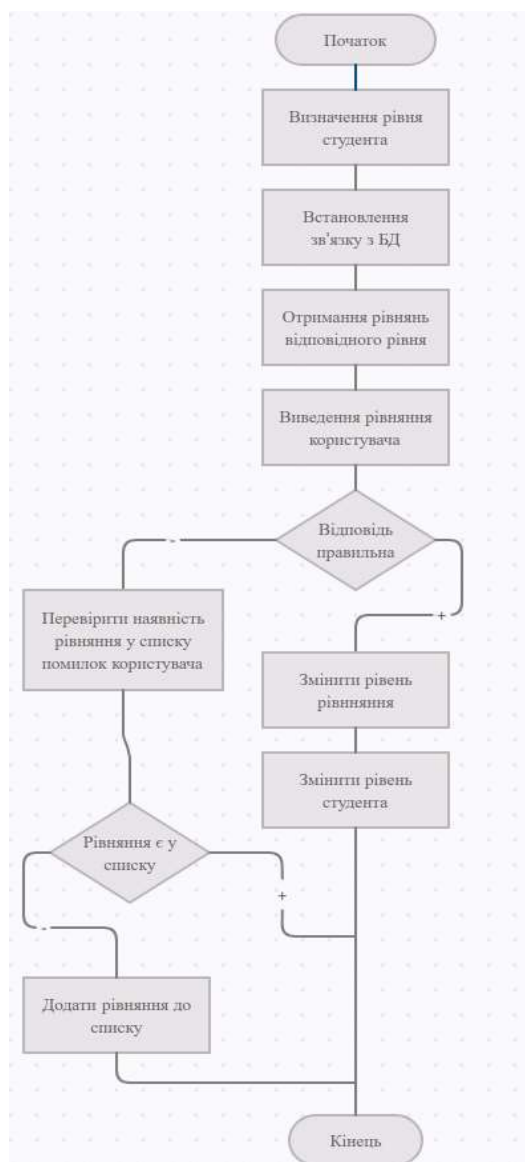 Початок
Визначення рівня
студента
Встановлення
зв'язку з БД
Отримання рівнянь
відповідного рівня
Виведення рівняння
користувача
Відповідь
правильна
-
+
Перевірити наявність
рівняння у списку
помилок користувача
Змінити рівень
рівнняння
Змінити рівень
студента
Рівняння є у
списку
+
-
Додати рівняння до
списку
Кінець